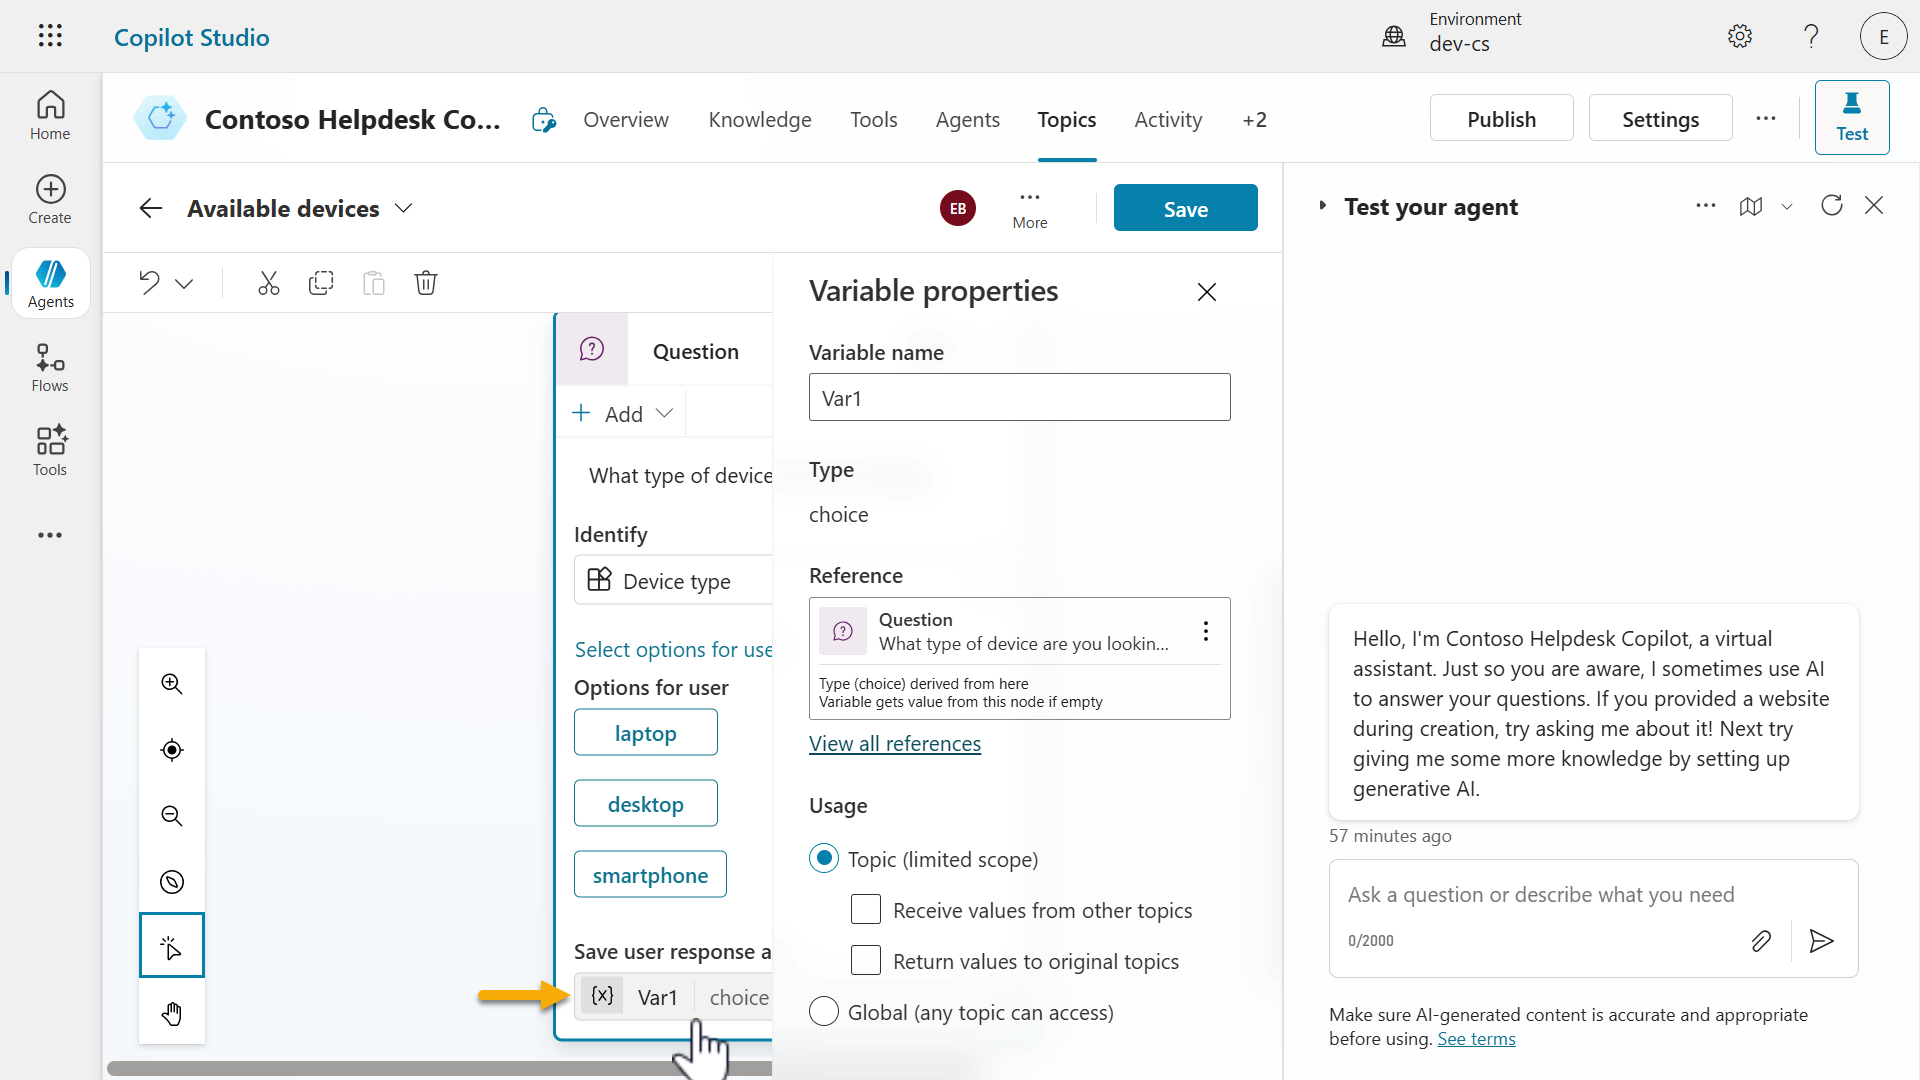 Copilot Studio
Environment
dev-cs
E
Home
Create
Agents
Flows
Tools
Contoso Helpdesk Co...
Overview
Knowledge
Tools
Agents
Topics
Activity
+2
Publish
Settings
Test
Available devices
EB
More
Save
Question
Add
What type of device
Identify
Device type
Select options for use
Options for user
laptop
desktop
smartphone
Save user response a
{x} Var1 choice
Variable properties
Variable name
Var1
Type
choice
Reference
Question
What type of device are you lookin...
Type (choice) derived from here
Variable gets value from this node if empty
View all references
Usage
Topic (limited scope)
Receive values from other topics
Return values to original topics
Global (any topic can access)
Test your agent
Hello, I'm Contoso Helpdesk Copilot, a virtual
assistant. Just so you are aware, I sometimes use AI
to answer your questions. If you provided a website
during creation, try asking me about it! Next try
giving me some more knowledge by setting up
generative AI.
57 minutes ago
Ask a question or describe what you need
0/2000
Make sure AI-generated content is accurate and appropriate
before using. See terms